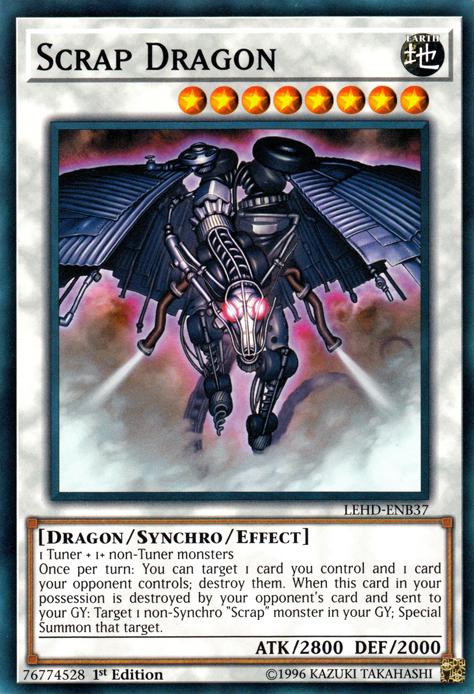 SCRAP DRAGON
EARTH
地
LEHD-ENB37
[DRAGON/SYNCHRO/EFFECT]
1 Tuner + 1+ non-Tuner monsters
Once per turn: You can target 1 card you control and 1 card
your opponent controls; destroy them. When this card in your
possession is destroyed by your opponent's card and sent
to your GY: Target 1 non-Synchro "Scrap" monster in your GY; Special
Summon that target.
ATK/2800 DEF/2000
76774528 1st Edition ©1996 KAZUKI TAKAHASHI